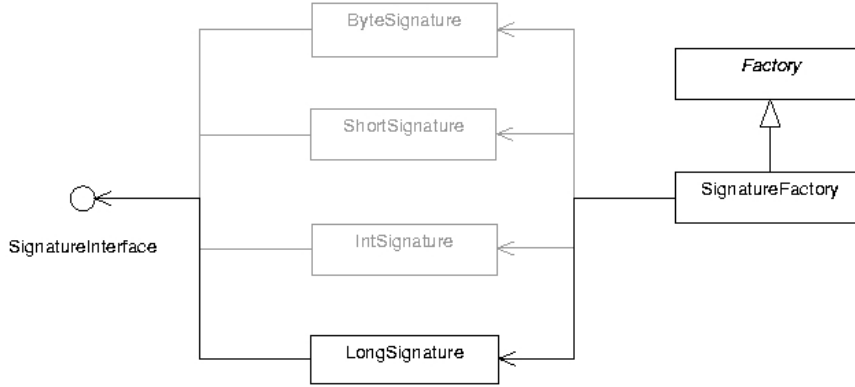 ByteSignature
Factory
ShortSignature
SignatureFactory
SignatureInterface
IntSignature
LongSignature